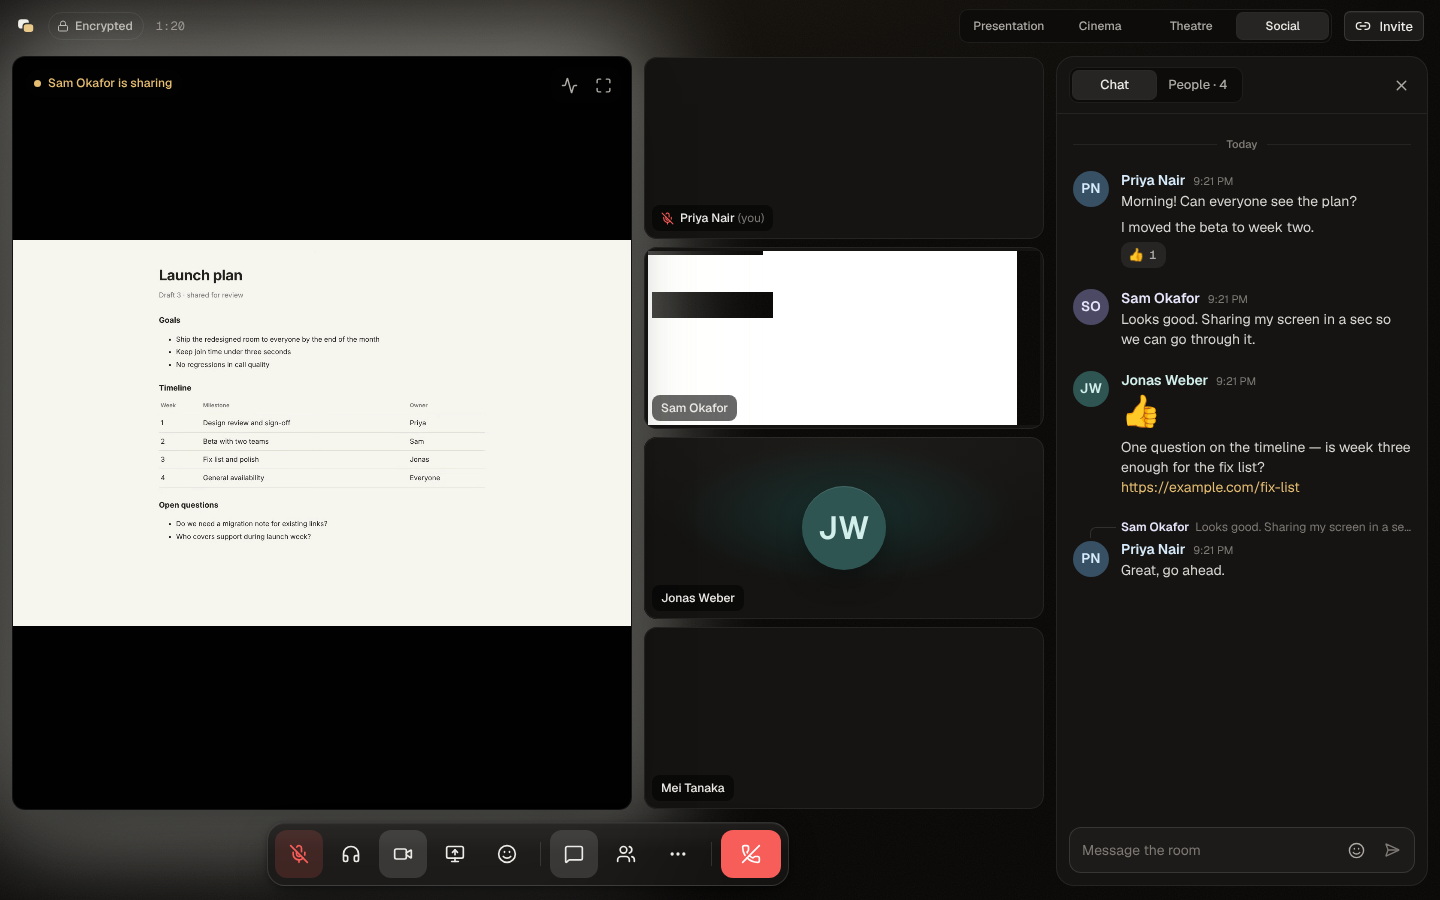 Encrypted
1:20
Presentation
Cinema
Theatre
Social
Invite
Sam Okafor is sharing
Launch plan
Draft 3 · shared for review
Goals
• Ship the redesigned room to everyone by the end of the month
• Keep join time under three seconds
• No regressions in call quality
Timeline
Week Milestone Owner
1 Design review and sign-off Priya
2 Beta with two teams Sam
3 Fix list and polish Jonas
4 General availability Everyone
Open questions
• Do we need a migration note for existing links?
• Who covers support during launch week?
Priya Nair (you)
Sam Okafor
JW
Jonas Weber
Mei Tanaka
Chat
People · 4
Today
PN
Priya Nair 9:21 PM
Morning! Can everyone see the plan?
I moved the beta to week two.
👍 1
SO
Sam Okafor 9:21 PM
Looks good. Sharing my screen in a sec so
we can go through it.
JW
Jonas Weber 9:21 PM
👍
One question on the timeline — is week three
enough for the fix list?
https://example.com/fix-list
Sam Okafor Looks good. Sharing my screen in a se...
PN
Priya Nair 9:21 PM
Great, go ahead.
Message the room